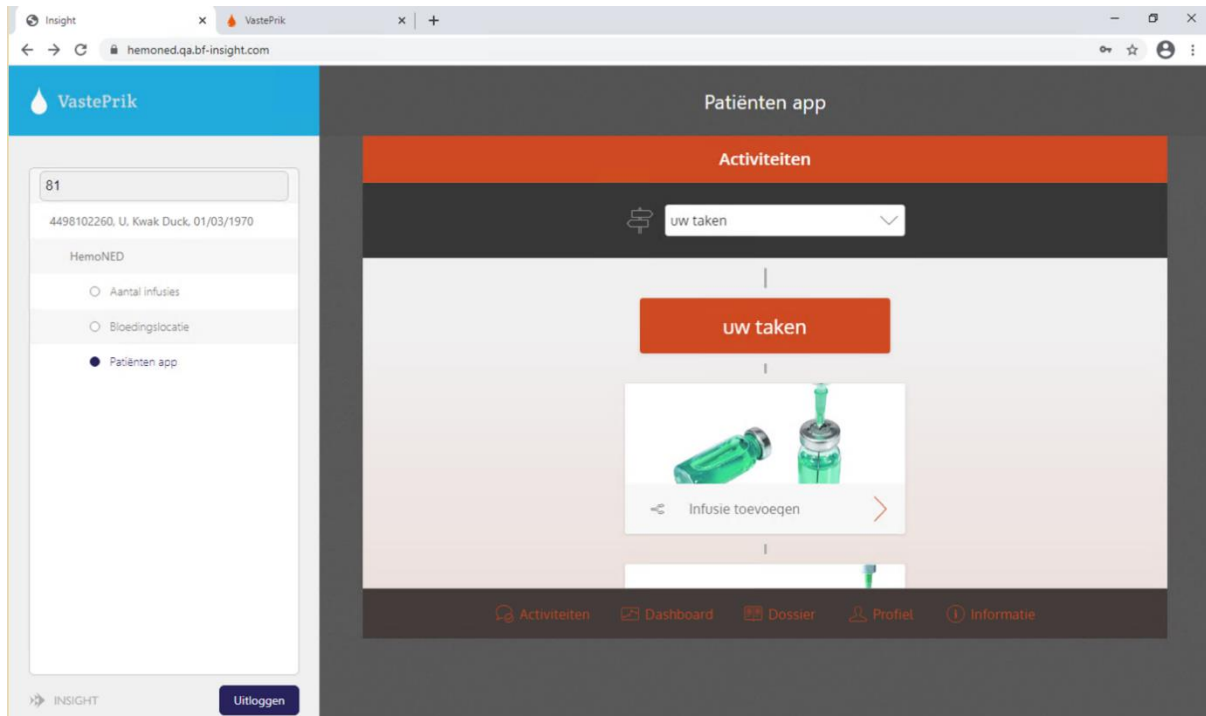 Insight
VastePrik
hemoned.qa.bf-insight.com
VastePrik
81
4498102260, U. Kwak Duck, 01/03/1970
HemoNED
Aantal infusies
Bloedingslocatie
Patiënten app
INSIGHT
Uitloggen
Patiënten app
Activiteiten
uw taken
uw taken
Infusie toevoegen
Activiteiten Dashboard Dossier Profiel Informatie